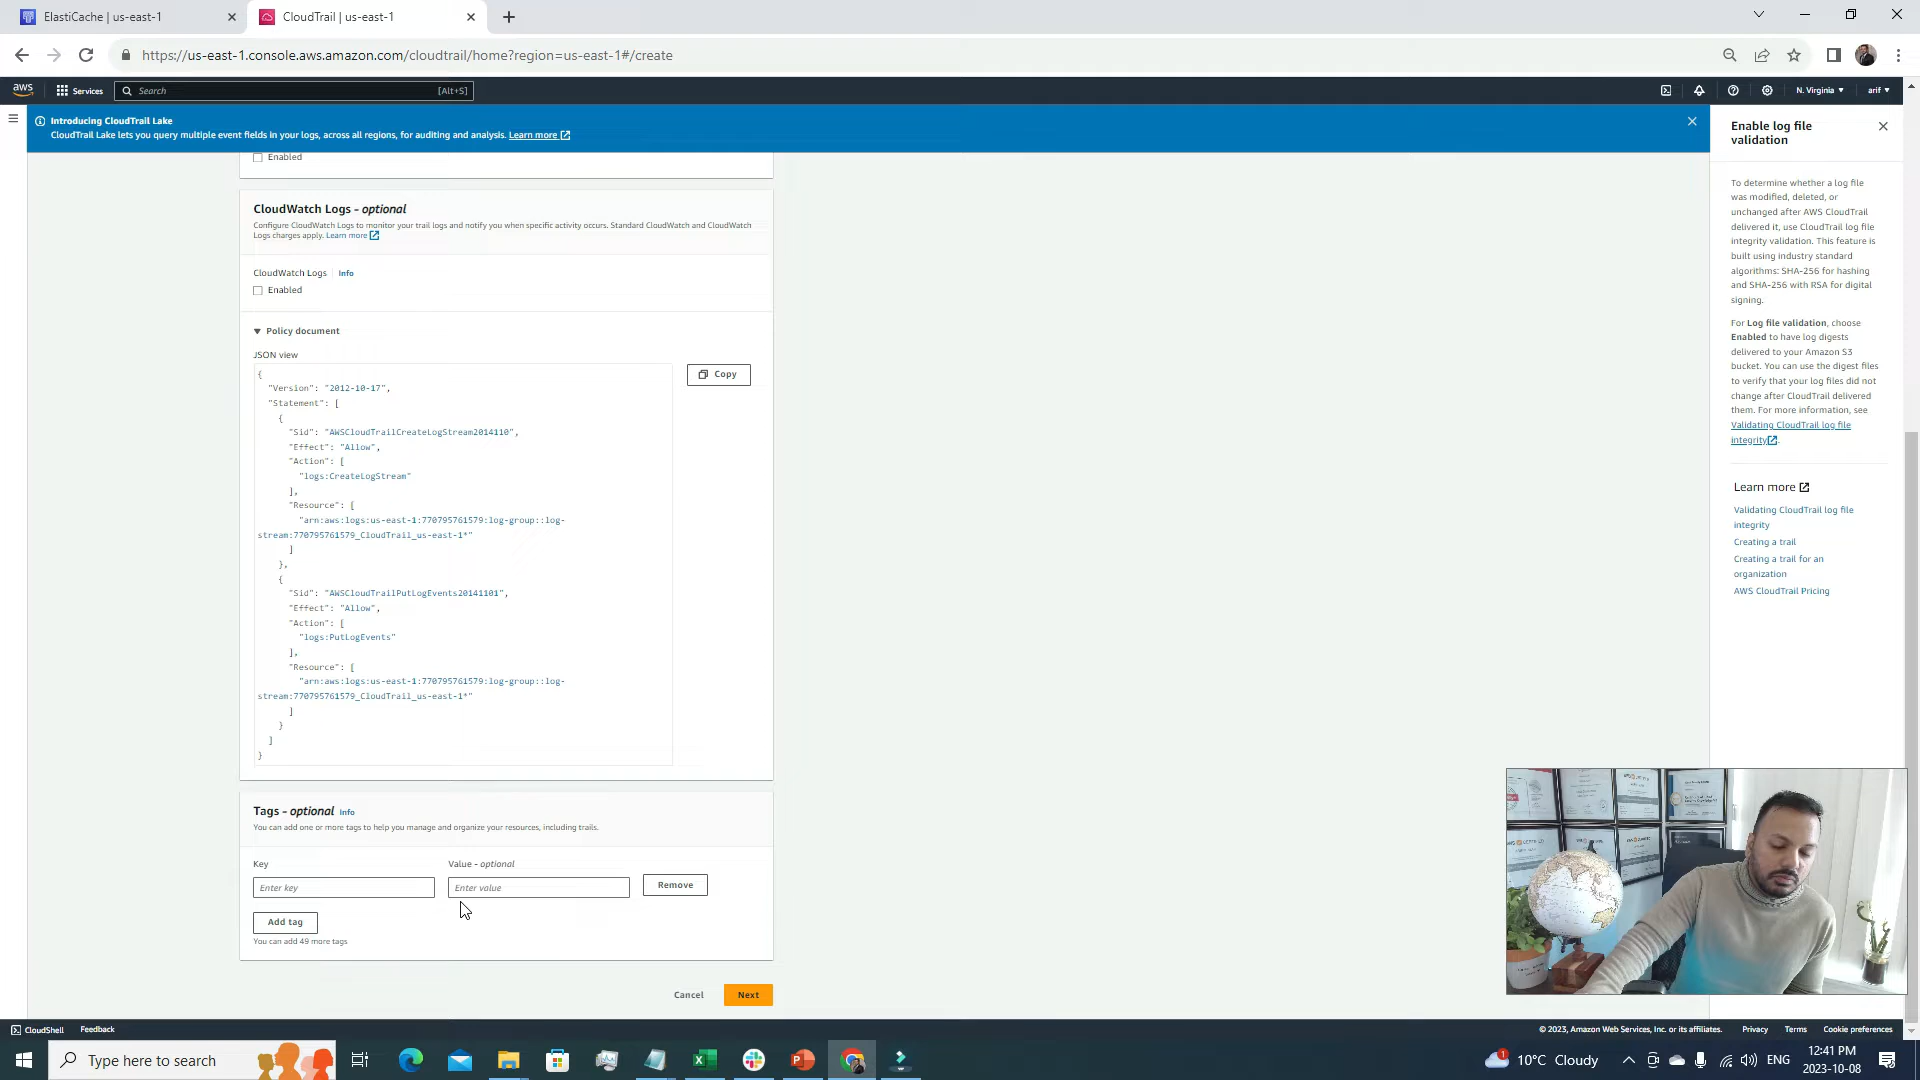 ElastiCache | us-east-1
CloudTrail | us-east-1
https://us-east-1.console.aws.amazon.com/cloudtrail/home?region=us-east-1#/create
aws
Services
Search
[Alt+S]
N. Virginia
arif
Introducing CloudTrail Lake
CloudTrail Lake lets you query multiple event fields in your logs, across all regions, for auditing and analysis. Learn more
Enabled
CloudWatch Logs - optional
Configure CloudWatch Logs to monitor your trail logs and notify you when specific activity occurs. Standard CloudWatch and CloudWatch
Logs charges apply. Learn more
CloudWatch Logs Info
Enabled
Policy document
JSON view
Copy
{
"Version": "2012-10-17",
"Statement": [
{
"Sid": "AWSCloudTrailCreateLogStream2014110",
"Effect": "Allow",
"Action": [
"logs:CreateLogStream"
],
"Resource": [
"arn:aws:logs:us-east-1:770795761579:log-group::log-
stream:770795761579_CloudTrail_us-east-1*"
]
},
{
"Sid": "AWSCloudTrailPutLogEvents20141101",
"Effect": "Allow",
"Action": [
"logs:PutLogEvents"
],
"Resource": [
"arn:aws:logs:us-east-1:770795761579:log-group::log-
stream:770795761579_CloudTrail_us-east-1*"
]
}
]
}
Tags - optional Info
You can add one or more tags to help you manage and organize your resources, including trails.
Key
Value - optional
Enter key
Enter value
Remove
Add tag
You can add 49 more tags
Cancel
Next
Enable log file
validation
To determine whether a log file
was modified, deleted, or
unchanged after AWS CloudTrail
delivered it, use CloudTrail log file
integrity validation. This feature is
built using industry standard
algorithms: SHA-256 for hashing
and SHA-256 with RSA for digital
signing.
For Log file validation, choose
Enabled to have log digests
delivered to your Amazon S3
bucket. You can use the digest files
to verify that your log files did not
change after CloudTrail delivered
them. For more information, see
Validating CloudTrail log file
integrity.
Learn more
Validating CloudTrail log file
integrity
Creating a trail
Creating a trail for an
organization
AWS CloudTrail Pricing
CloudShell
Feedback
© 2023, Amazon Web Services, Inc. or its affiliates.
Privacy
Terms
Cookie preferences
Type here to search
1
10°C Cloudy
ENG
12:41 PM
2023-10-08